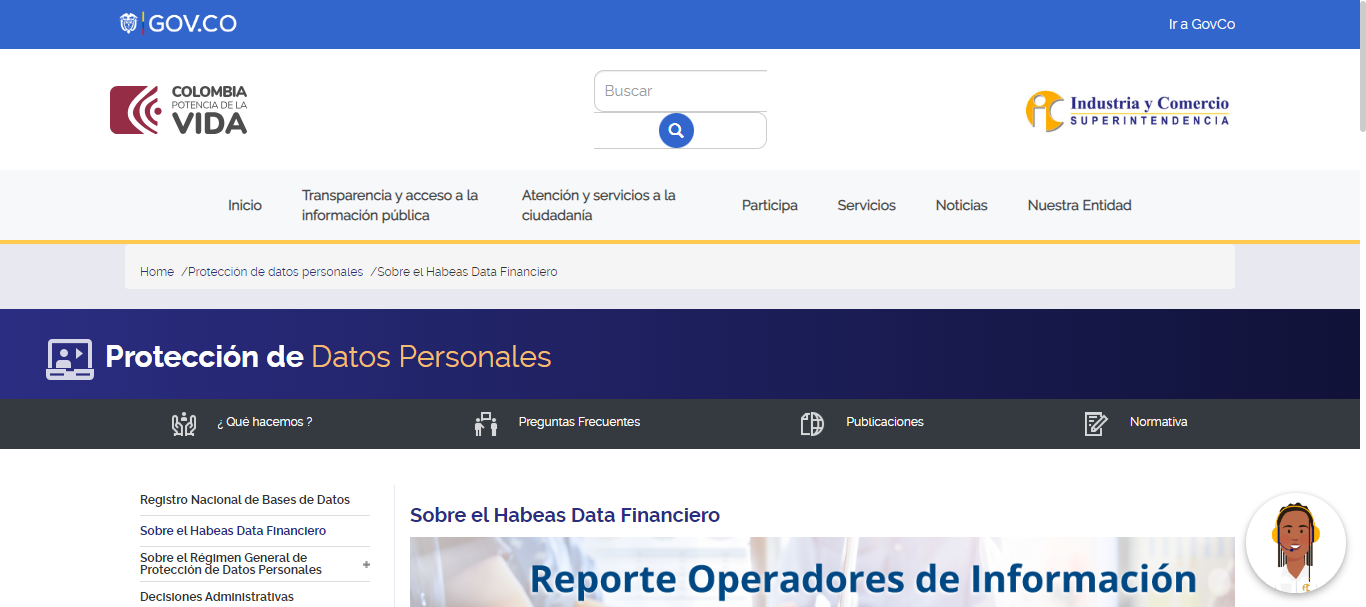 GOV.CO
Ir a GovCo
COLOMBIA
POTENCIA DE LA
VIDA
Buscar
Industria y Comercio
SUPERINTENDENCIA
Inicio
Transparencia y acceso a la
información pública
Atención y servicios a la
ciudadanía
Participa
Servicios
Noticias
Nuestra Entidad
Home /Protección de datos personales /Sobre el Habeas Data Financiero
Protección de Datos Personales
¿ Qué hacemos ?
Preguntas Frecuentes
Publicaciones
Normativa
Registro Nacional de Bases de Datos
Sobre el Habeas Data Financiero
Sobre el Régimen General de
Protección de Datos Personales
Decisiones Administrativas
Sobre el Habeas Data Financiero
Reporte Operadores de Información